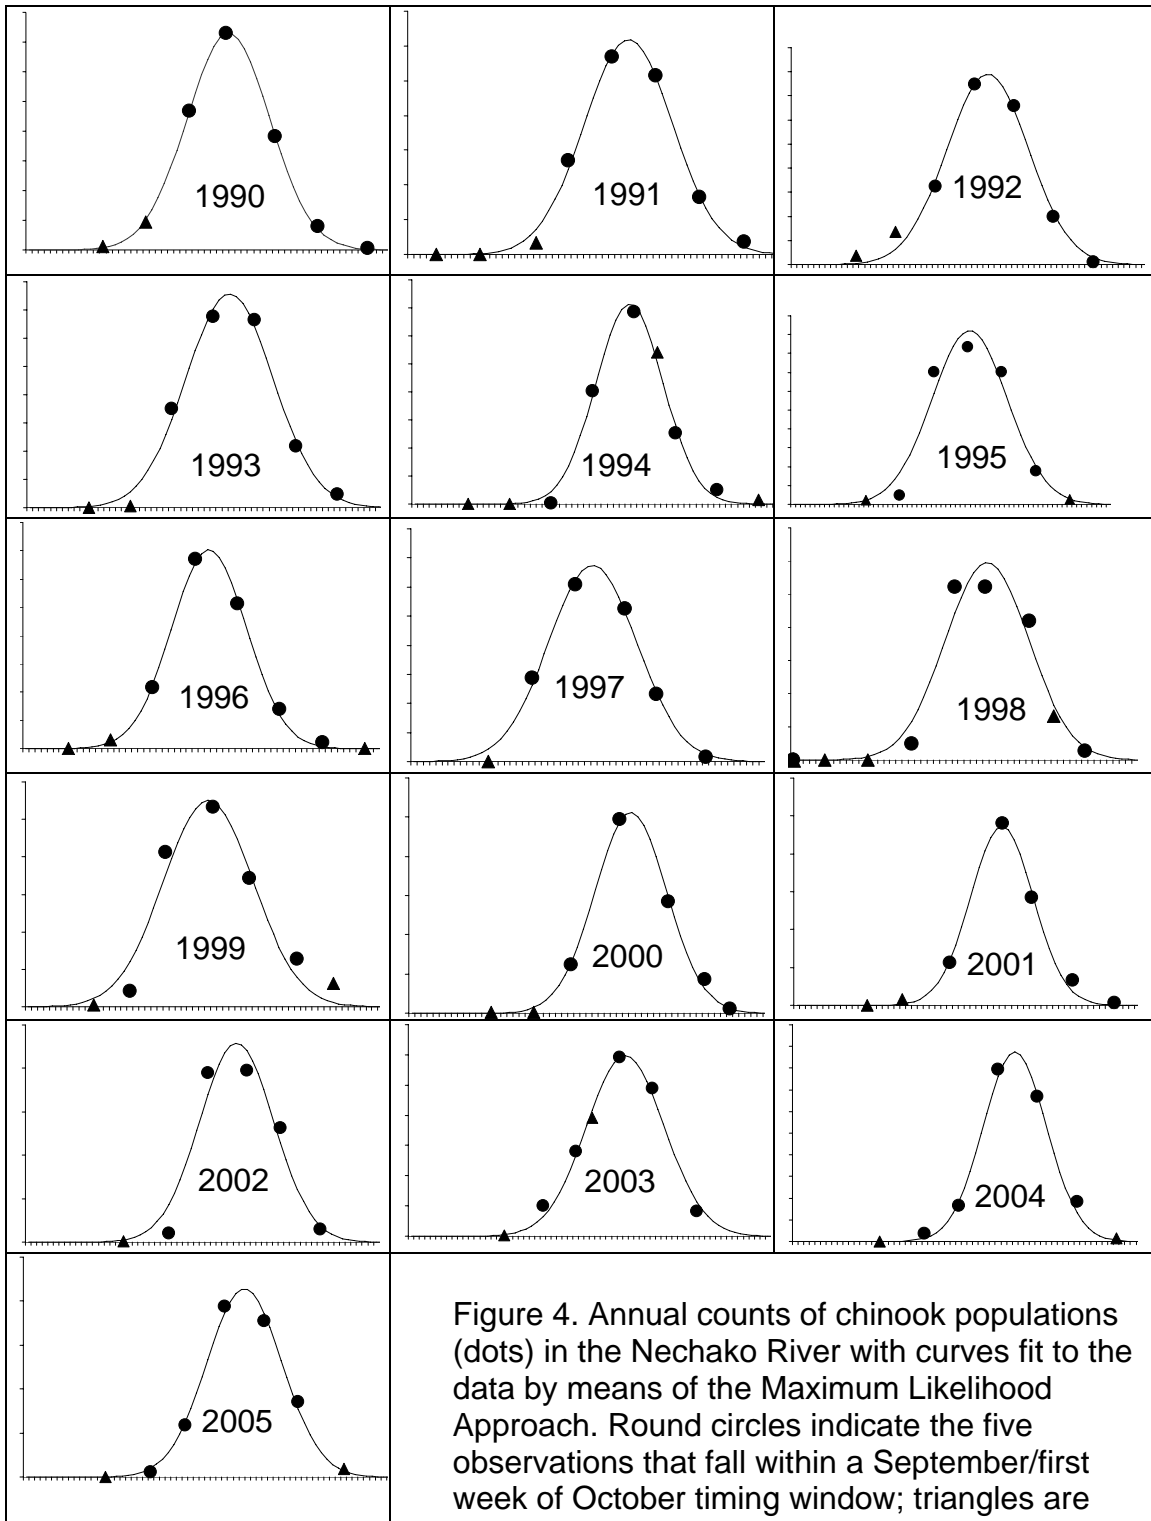 1990
1991
1992
1993
1994
1995
1996
1997
1998
1999
2000
2001
2002
2003
2004
2005
Figure 4. Annual counts of chinook populations
(dots) in the Nechako River with curves fit to the
data by means of the Maximum Likelihood
Approach. Round circles indicate the five
observations that fall within a September/first
week of October timing window; triangles are